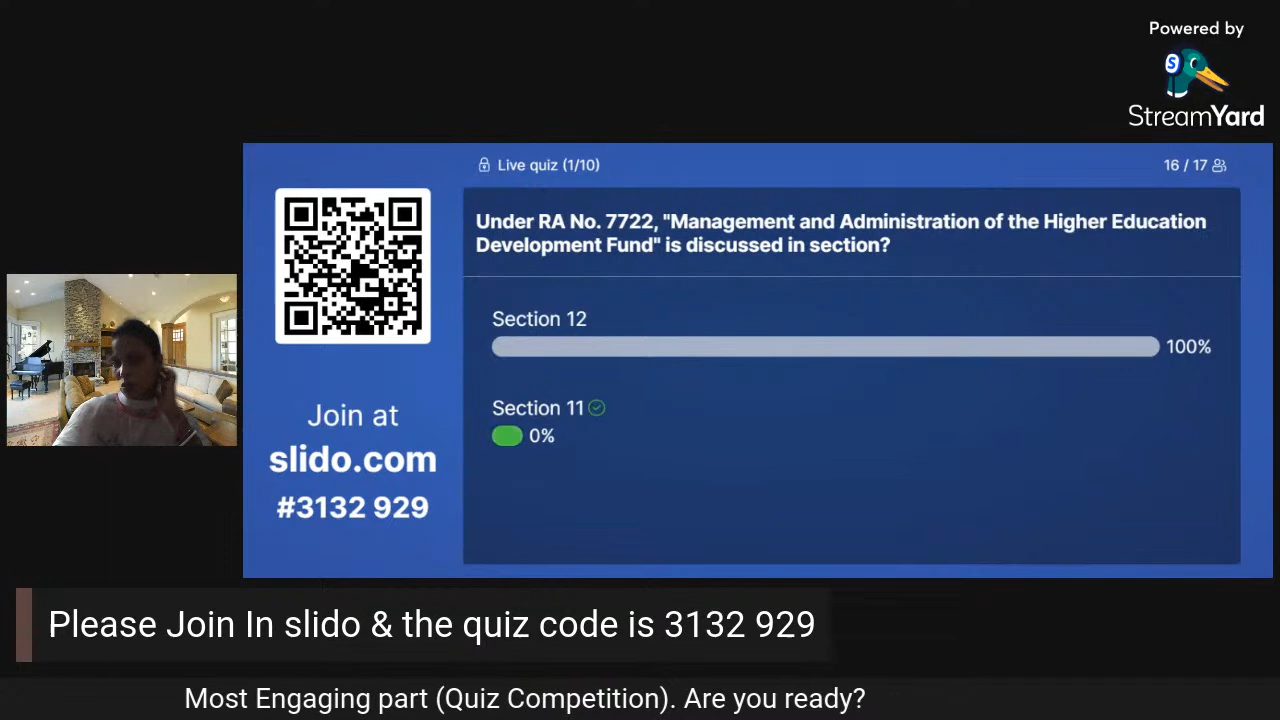 Powered by
StreamYard
Live quiz (1/10)
16 / 17
Under RA No. 7722, "Management and Administration of the Higher Education
Development Fund" is discussed in section?
Section 12
100%
Section 11
0%
Join at
slido.com
#3132 929
Please Join In slido & the quiz code is 3132 929
Most Engaging part (Quiz Competition). Are you ready?